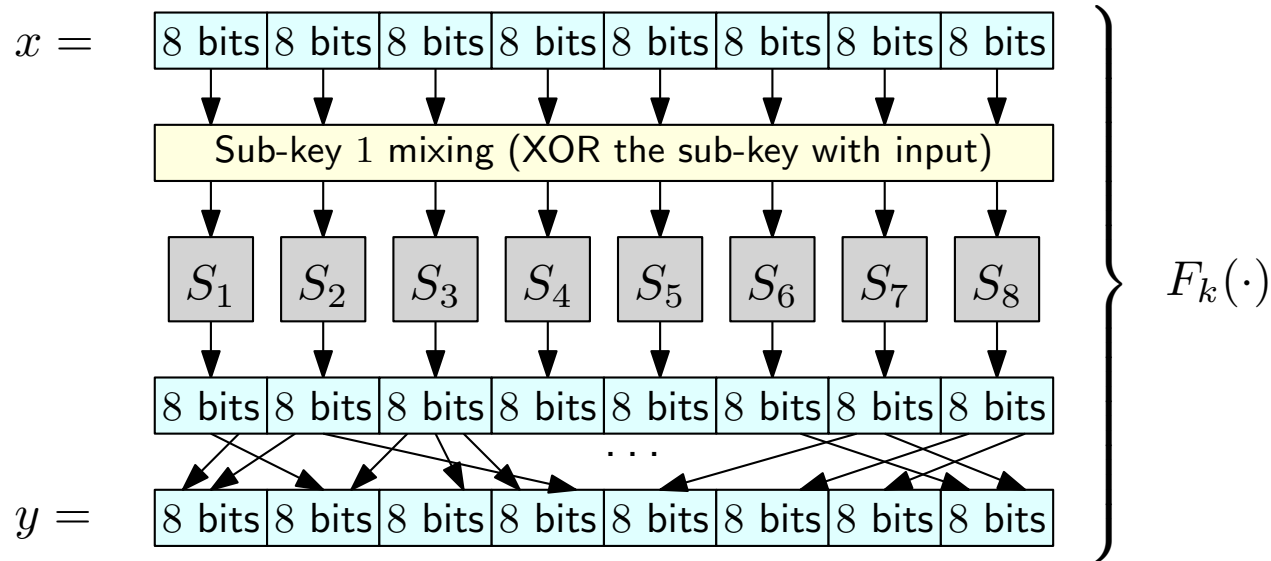 x = 8 bits 8 bits 8 bits 8 bits 8 bits 8 bits 8 bits 8 bits
Sub-key 1 mixing (XOR the sub-key with input)
S₁ S₂ S₃ S₄ S₅ S₆ S₇ S₈
F_k(·)
8 bits 8 bits 8 bits 8 bits 8 bits 8 bits 8 bits 8 bits
. . .
y = 8 bits 8 bits 8 bits 8 bits 8 bits 8 bits 8 bits 8 bits